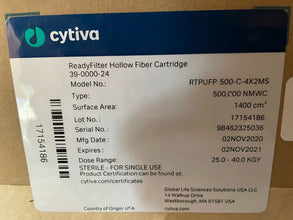 cytiva
ReadyFilter Hollow Fiber Cartridge
39-0000-24
Model No.: RTPUFP 500-C-4X2MS
Type: 500,000 NMWC
Surface Area: 1400 cm²
Lot No.: 17154186
Serial No.: 98462325036
Mfg Date: 02NOV2020
Expires: 02NOV2021
Dose Range: 25.0 - 40.0 KGY
STERILE - FOR SINGLE USE
Product Certification can be found at:
cytiva.com/certificates
Global Life Sciences Solutions USA LLC
14 Walkup Drive
Westborough, MA 01581 USA
Country of Origin: USA
17154186